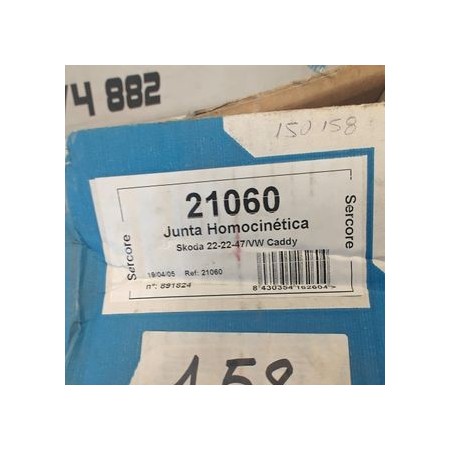 4 882
150 158
21060
Junta Homocinética
Skoda 22-22-47/VW Caddy
Sercore
Sercore
19/04/05 Ref: 21060
nº: 891824
8 430354 162604 >
158